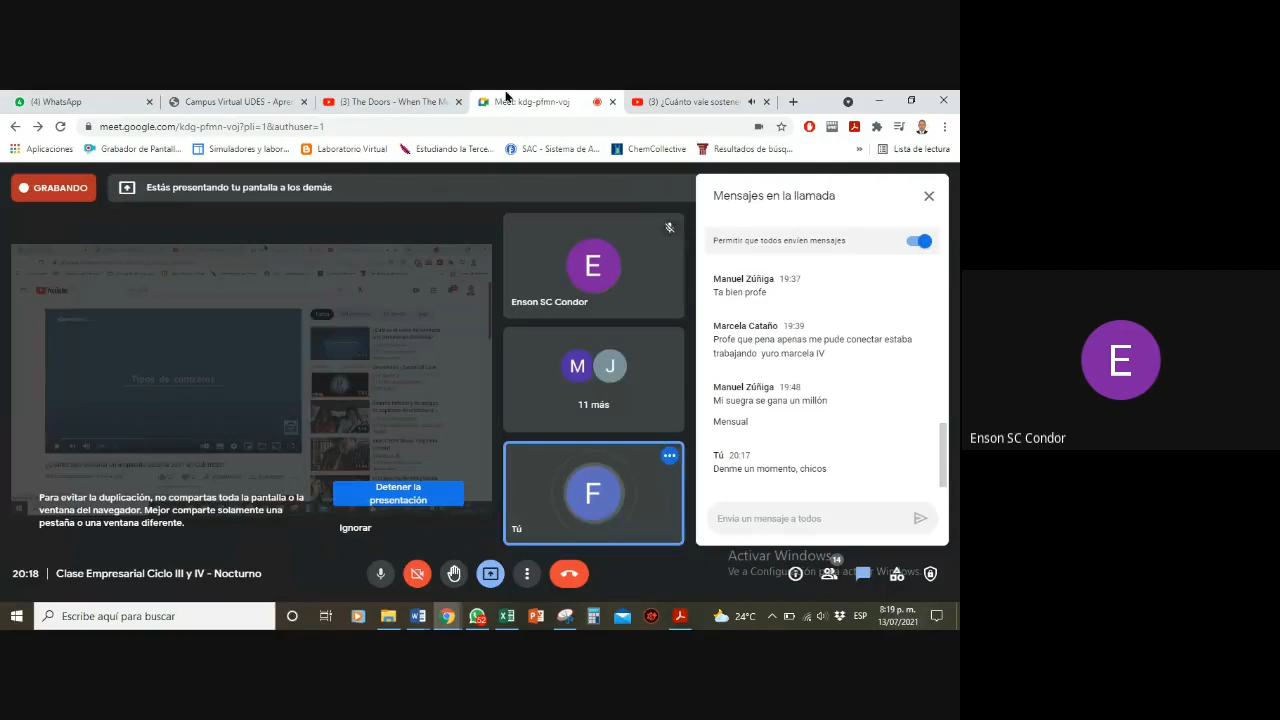 (4) WhatsApp
Campus Virtual UDES - Apre
(3) The Doors - When The M
Meet: kdg-pfmn-voj
(3) ¿Cuánto vale sostene
meet.google.com/kdg-pfmn-voj?pli=1&authuser=1
Aplicaciones
Grabador de Pantall...
Simuladores y labor...
Laboratorio Virtual
Estudiando la Terce...
SAC - Sistema de A...
ChemCollective
Resultados de búsq...
»
Lista de lectura
GRABANDO
Estás presentando tu pantalla a los demás
Mensajes en la llamada
Permitir que todos envíen mensajes
Manuel Zúñiga 19:37
Ta bien profe
Marcela Cataño 19:39
Profe que pena apenas me pude conectar estaba
trabajando yuro marcela IV
Manuel Zúñiga 19:48
Mi suegra se gana un millón
Mensual
Tú 20:17
Denme un momento, chicos
Envía un mensaje a todos
E
Enson SC Condor
M J
11 más
F
Tú
YouTube
Tipos de contratos
Para evitar la duplicación, no compartas toda la pantalla o la
ventana del navegador. Mejor comparte solamente una
pestaña o una ventana diferente.
Detener la
presentación
Ignorar
Activar Windows
Ve a Configuración para activar Windows.
20:18 | Clase Empresarial Ciclo III y IV - Nocturno
14
Escribe aquí para buscar
52
24°C
ESP
8:19 p. m.
13/07/2021
E
Enson SC Condor